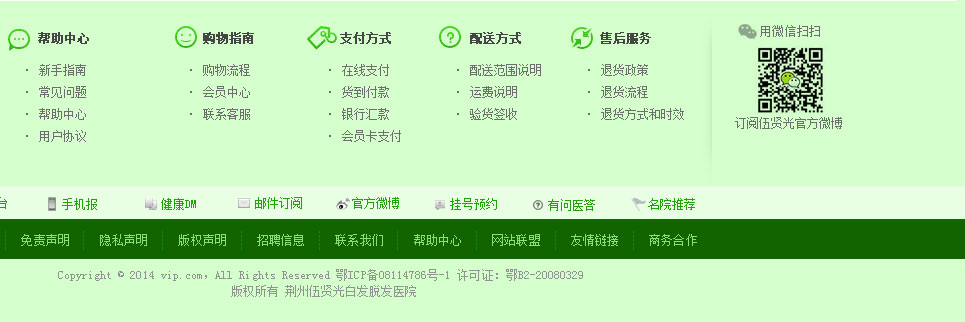 帮助中心 购物指南 支付方式 配送方式 售后服务 用微信扫扫
· 新手指南 · 购物流程 · 在线支付 · 配送范围说明 · 退货政策
· 常见问题 · 会员中心 · 货到付款 · 运费说明 · 退货流程
· 帮助中心 · 联系客服 · 银行汇款 · 验货签收 · 退货方式和时效
订阅伍贤光官方微博
· 用户协议 · 会员卡支付
台 手机报 健康DM 邮件订阅 官方微博 挂号预约 有问医答 名院推荐
免责声明 隐私声明 版权声明 招聘信息 联系我们 帮助中心 网站联盟 友情链接 商务合作
Copyright © 2014 vip.com，All Rights Reserved 鄂ICP备08114786号-1 许可证：鄂B2-20080329
版权所有 荆州伍贤光白发脱发医院